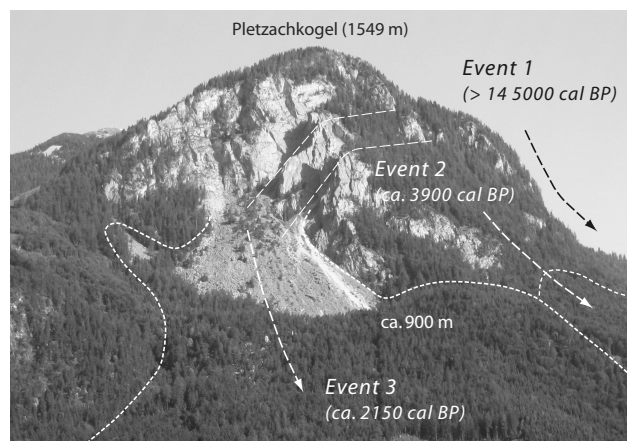 Pletzachkogel (1549 m)
Event 1
(> 14 5000 cal BP)
Event 2
(ca. 3900 cal BP)
ca. 900 m
Event 3
(ca. 2150 cal BP)